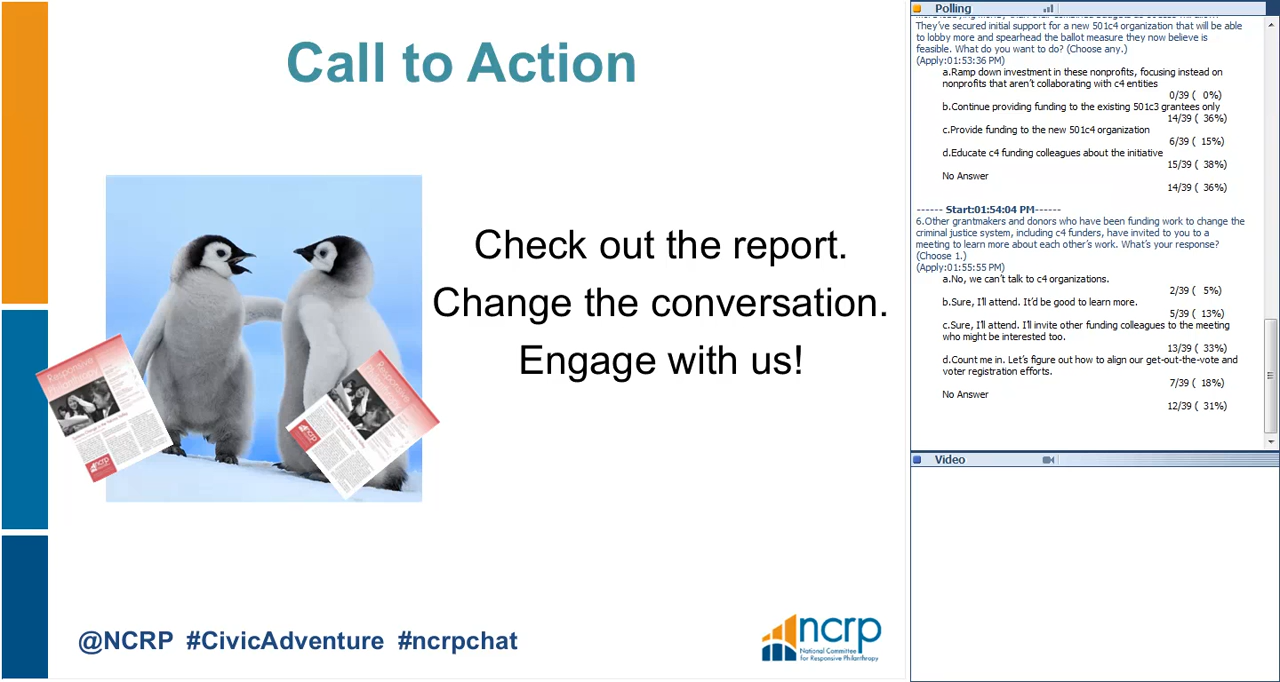 Call to Action
Check out the report.
Change the conversation.
Engage with us!
Responsive
Philanthropy
ncrp
Responsive
ncrp
@NCRP #CivicAdventure #ncrpchat
ncrp
National Committee
for Responsive Philanthropy
Polling
They've secured initial support for a new 501c4 organization that will be able
to lobby more and spearhead the ballot measure they now believe is
feasible. What do you want to do? (Choose any.)
(Apply:01:53:36 PM)
a.Ramp down investment in these nonprofits, focusing instead on
nonprofits that aren't collaborating with c4 entities
0/39 ( 0%)
b.Continue providing funding to the existing 501c3 grantees only
14/39 ( 36%)
c.Provide funding to the new 501c4 organization
6/39 ( 15%)
d.Educate c4 funding colleagues about the initiative
15/39 ( 38%)
No Answer
14/39 ( 36%)
------ Start:01:54:04 PM------
6.Other grantmakers and donors who have been funding work to change the
criminal justice system, including c4 funders, have invited to you to a
meeting to learn more about each other's work. What's your response?
(Choose 1.)
(Apply:01:55:55 PM)
a.No, we can't talk to c4 organizations.
2/39 ( 5%)
b.Sure, I'll attend. It'd be good to learn more.
5/39 ( 13%)
c.Sure, I'll attend. I'll invite other funding colleagues to the meeting
who might be interested too.
13/39 ( 33%)
d.Count me in. Let's figure out how to align our get-out-the-vote and
voter registration efforts.
7/39 ( 18%)
No Answer
12/39 ( 31%)
Video